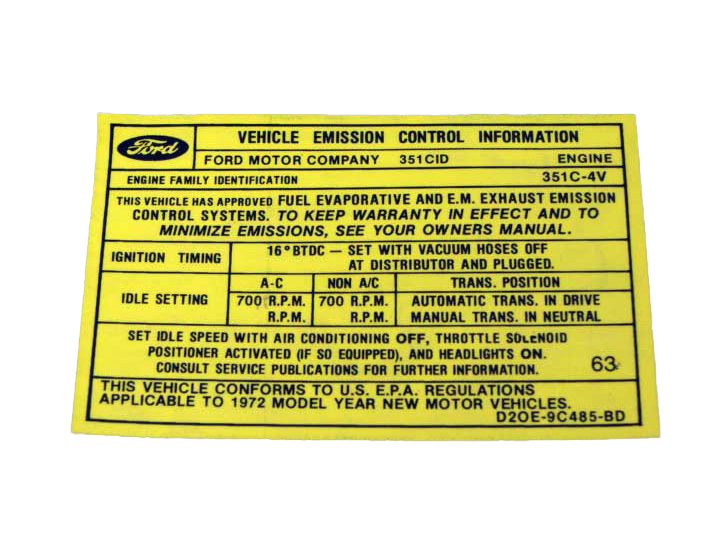 Ford
VEHICLE EMISSION CONTROL INFORMATION
FORD MOTOR COMPANY 351CID ENGINE
ENGINE FAMILY IDENTIFICATION 351C-4V
THIS VEHICLE HAS APPROVED FUEL EVAPORATIVE AND E.M. EXHAUST EMISSION
CONTROL SYSTEMS. TO KEEP WARRANTY IN EFFECT AND TO
MINIMIZE EMISSIONS, SEE YOUR OWNERS MANUAL.
IGNITION TIMING 16° BTDC — SET WITH VACUUM HOSES OFF
AT DISTRIBUTOR AND PLUGGED.
A-C NON A/C TRANS. POSITION
IDLE SETTING 700 R.P.M. 700 R.P.M. AUTOMATIC TRANS. IN DRIVE
R.P.M. R.P.M. MANUAL TRANS. IN NEUTRAL
SET IDLE SPEED WITH AIR CONDITIONING OFF, THROTTLE SOLENOID
POSITIONER ACTIVATED (IF SO EQUIPPED), AND HEADLIGHTS ON.
CONSULT SERVICE PUBLICATIONS FOR FURTHER INFORMATION. 63
THIS VEHICLE CONFORMS TO U.S. E.P.A. REGULATIONS
APPLICABLE TO 1972 MODEL YEAR NEW MOTOR VEHICLES.
D2OE-9C485-BD